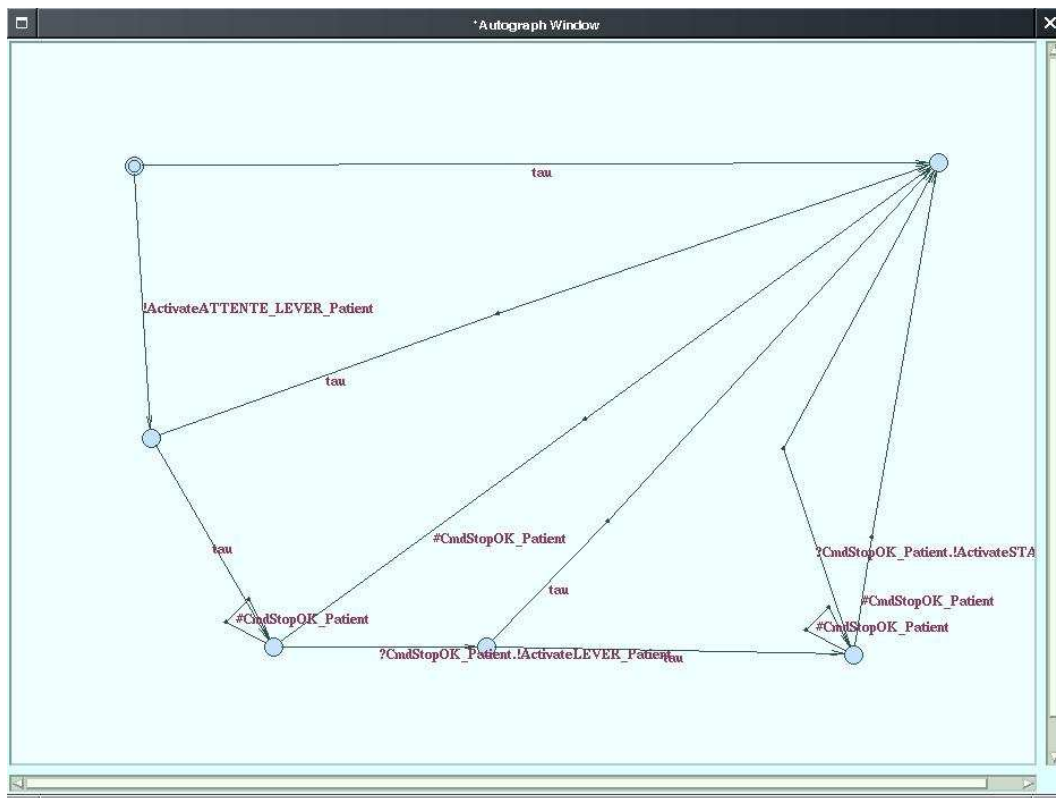 *Autograph Window
tau
!ActivateATTENTE_LEVER_Patient
tau
#CmdStopOK_Patient
tau
?CmdStopOK_Patient.!ActivateSTA
tau
#CmdStopOK_Patient
#CmdStopOK_Patient
#CmdStopOK_Patient
?CmdStopOK_Patient.!ActivateLEVER_Patient
tau